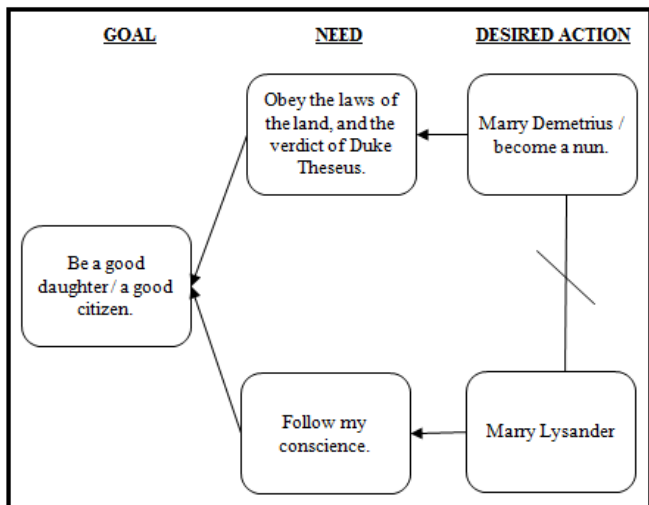 GOAL
NEED
DESIRED ACTION
Obey the laws of
the land, and the
verdict of Duke
Theseus.
Marry Demetrius /
become a nun.
Be a good
daughter / a good
citizen.
Follow my
conscience.
Marry Lysander